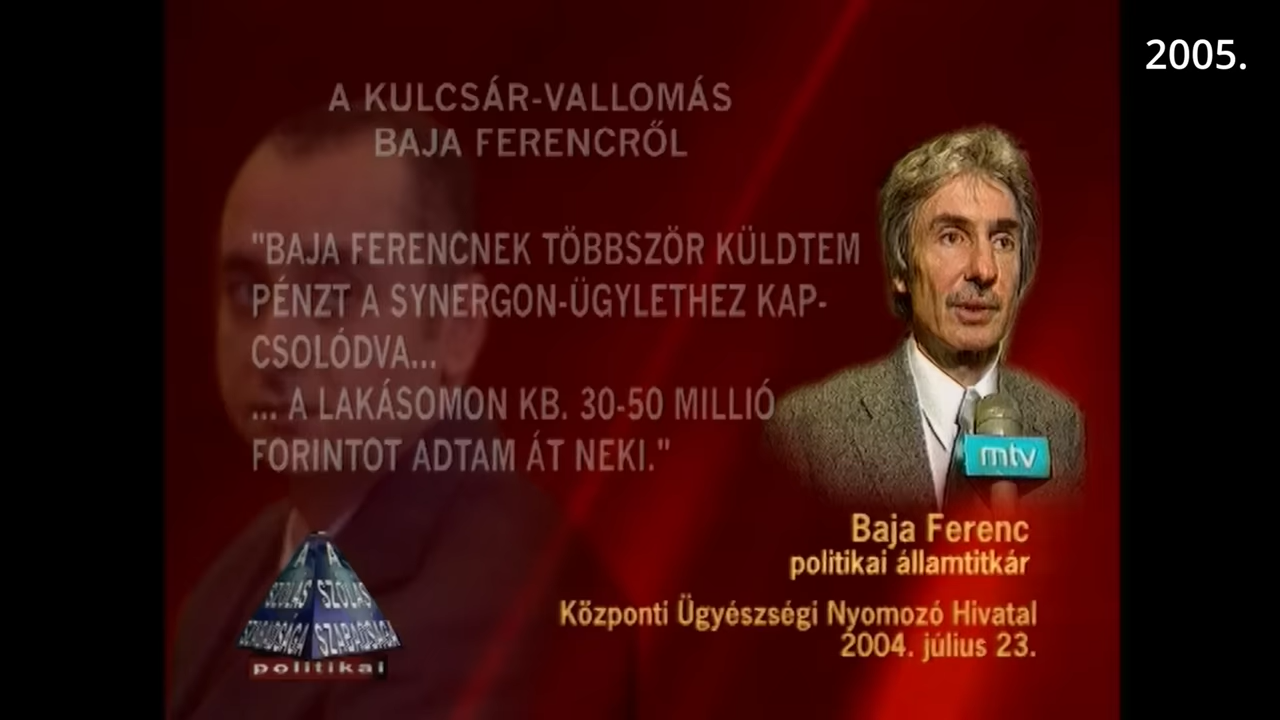 2005.
A KULCSÁR-VALLOMÁS
BAJA FERENCRŐL
"BAJA FERENCNEK TÖBBSZÖR KÜLDTEM
PÉNZT A SYNERGON-ÜGYLETHEZ KAP-
CSOLÓDVA...
... A LAKÁSOMON KB. 30-50 MILLIÓ
FORINTOT ADTAM ÁT NEKI."
mtv
Baja Ferenc
politikai államtitkár
Központi Ügyészségi Nyomozó Hivatal
2004. július 23.
A A
SZÓLÁS SZÓLÁS
SZABADSÁGA SZABADSÁGA
politikai